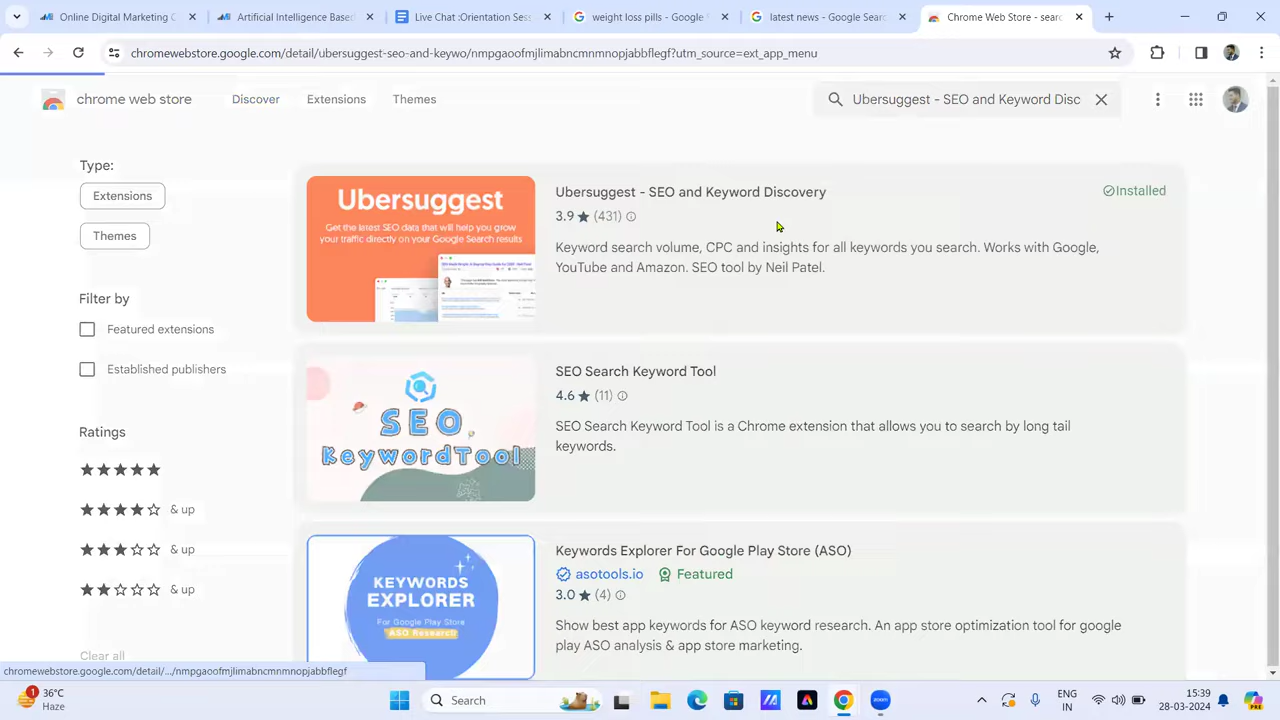 Digital Marketing C
Artificial Intelligence Based
Live Chat :Orientation Sess
weight loss pills - Google
latest news - Google Sear
Chrome Web Store - sear
chromewebstore.google.com/detail/ubersuggest-seo-and-keywo/nmpgaoofmjlimabncmnmnopjabbflegf?utm_source=ext_app_menu
chrome web store
Discover
Extensions
Themes
Ubersuggest - SEO and Keyword Disc
Type:
Extensions
Themes
Filter by
Featured extensions
Established publishers
Ratings
& up
& up
& up
Clear all
Ubersuggest
Get the latest SEO data that will help you grow
your traffic directly on your Google Search results
Ubersuggest - SEO and Keyword Discovery
Installed
3.9 ★ (431)
Keyword search volume, CPC and insights for all keywords you search. Works with Google,
YouTube and Amazon. SEO tool by Neil Patel.
SEO
KeywordTool
SEO Search Keyword Tool
4.6 ★ (11)
SEO Search Keyword Tool is a Chrome extension that allows you to search by long tail
keywords.
KEYWORDS
EXPLORER
For Google Play Store
ASO Research
Keywords Explorer For Google Play Store (ASO)
asotools.io Featured
3.0 ★ (4)
Show best app keywords for ASO keyword research. An app store optimization tool for google
play ASO analysis & app store marketing.
chromewebstore.google.com/detail/.../nmpgaoofmjlimabncmnmnopjabbflegf
1
36°C
Haze
Search
zoom
ENG
IN
15:39
28-03-2024